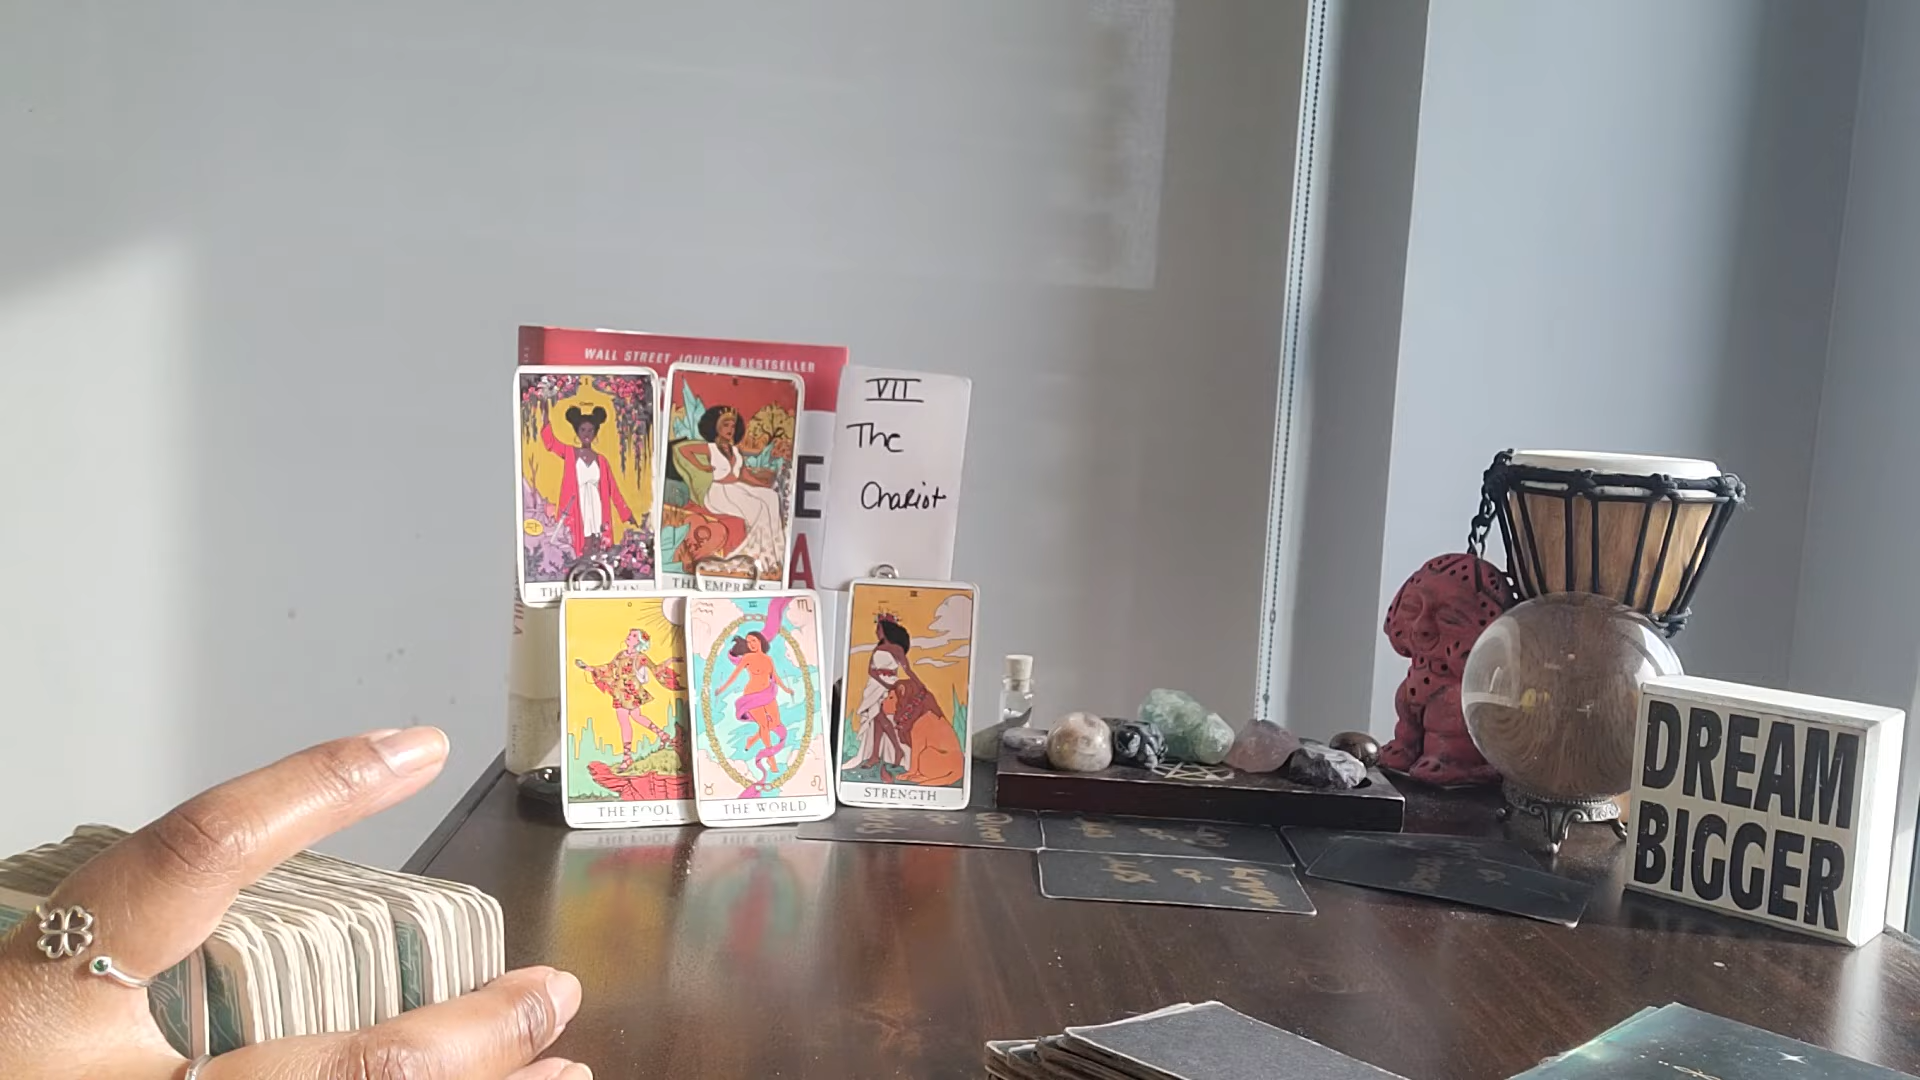 WALL STREET JOURNAL BESTSELLER
I
E
A
THE EMPRESS
VII
The
Chariot
THE FOOL
THE WORLD
STRENGTH
DREAM
BIGGER